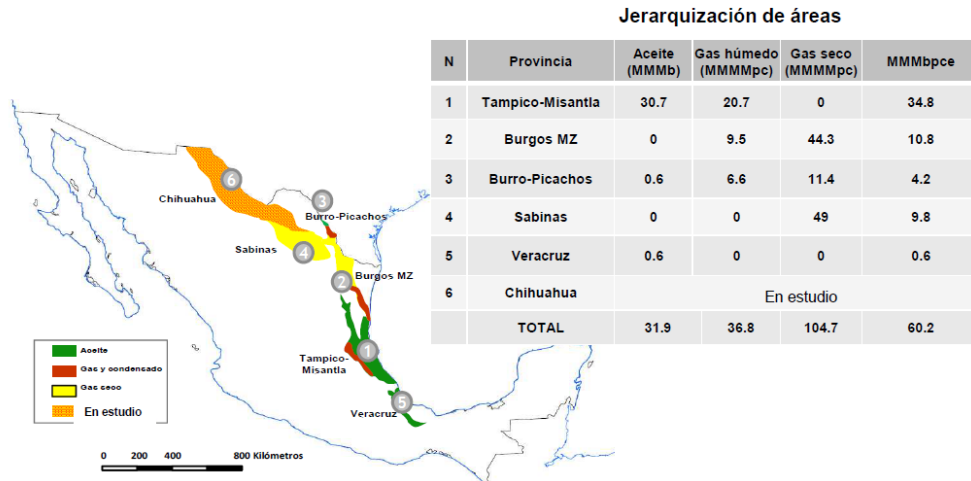 Jerarquización de áreas
N Provincia Aceite (MMMb) Gas húmedo (MMMMpc) Gas seco (MMMMpc) MMMbpce
1 Tampico-Misantla 30.7 20.7 0 34.8
2 Burgos MZ 0 9.5 44.3 10.8
3 Burro-Picachos 0.6 6.6 11.4 4.2
4 Sabinas 0 0 49 9.8
5 Veracruz 0.6 0 0 0.6
6 Chihuahua En estudio
TOTAL 31.9 36.8 104.7 60.2
6
Chihuahua
3
Burro-Picachos
Sabinas
4
Burgos MZ
2
1
Tampico-
Misantla
5
Veracruz
Aceite
Gas y condensado
Gas seco
En estudio
0 200 400 800 Kilómetros